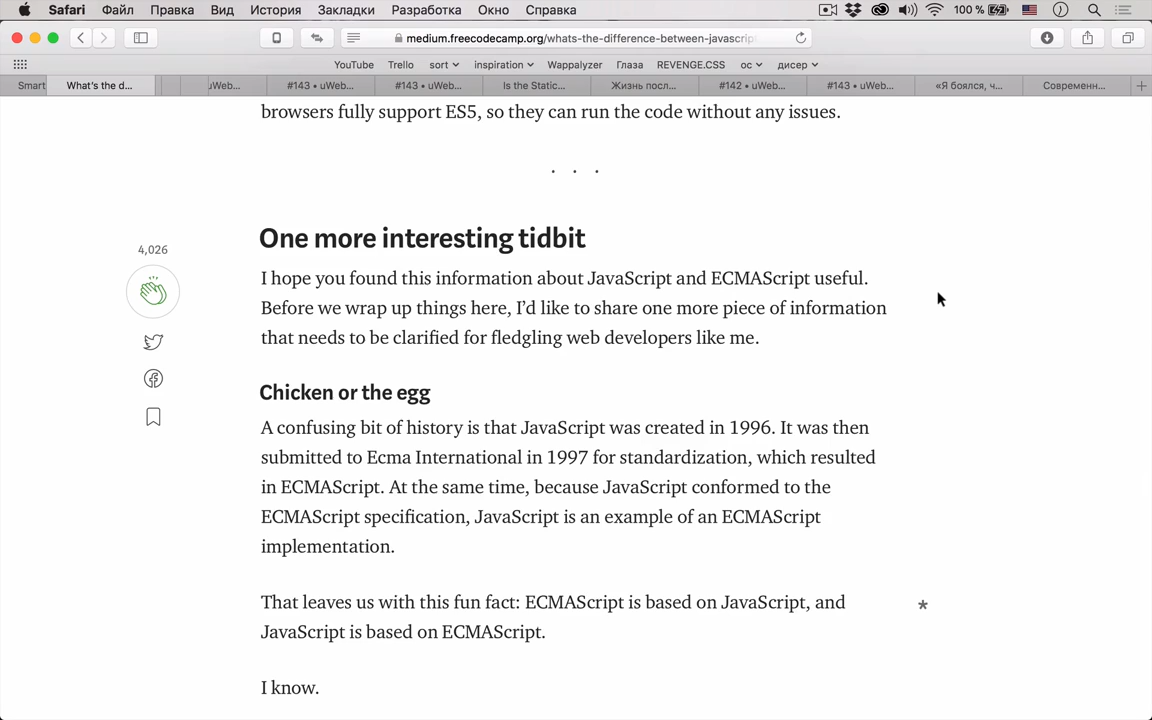 Safari Файл Правка Вид История Закладки Разработка Окно Справка 100 %
medium.freecodecamp.org/whats-the-difference-between-javascript
YouTube Trello sort inspiration Wappalyzer Глаза REVENGE.CSS ос дисер
Smart What's the d... uWeb... #143 • uWeb... #143 • uWeb... Is the Static... Жизнь посл... #142 • uWeb... #143 • uWeb... «Я боялся, ч... Современн...
browsers fully support ES5, so they can run the code without any issues.
. . .
One more interesting tidbit
4,026
I hope you found this information about JavaScript and ECMAScript useful.
Before we wrap up things here, I'd like to share one more piece of information
that needs to be clarified for fledgling web developers like me.
Chicken or the egg
A confusing bit of history is that JavaScript was created in 1996. It was then
submitted to Ecma International in 1997 for standardization, which resulted
in ECMAScript. At the same time, because JavaScript conformed to the
ECMAScript specification, JavaScript is an example of an ECMAScript
implementation.
That leaves us with this fun fact: ECMAScript is based on JavaScript, and
*
JavaScript is based on ECMAScript.
I know.